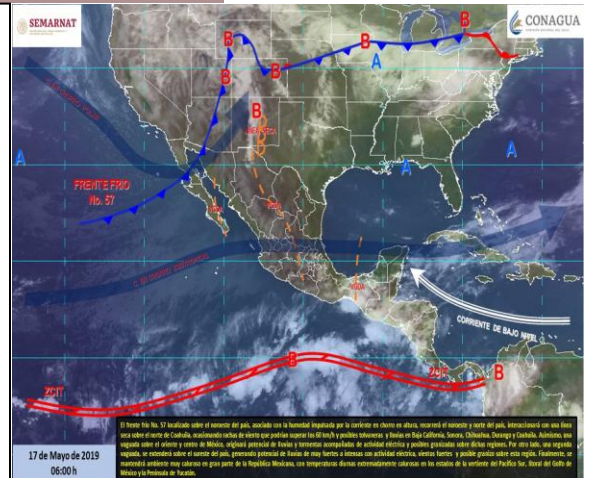 SEMARNAT
CONAGUA
B
B
B
B
B
B
A
A
A
A
FRENTE FRÍO
No. 57
CORRIENTE DE BAJO NIVEL
B
B
ZCIT
ZCIT
17 de Mayo de 2019
06:00 h
El frente frío No. 57 localizado sobre el noroeste del país, asociado con la humedad impulsada por la corriente en chorro en altura, recorrerá el noroeste y norte del país, interaccionará con una línea
seca sobre el norte de Coahuila, ocasionando rachas de viento que podrían superar los 60 km/h y posibles tolvaneras y lluvias en Baja California, Sonora, Chihuahua, Durango y Coahuila. Asimismo, una
vaguada sobre el oriente y centro de México, originará potencial de lluvias y tormentas acompañados de actividad eléctrica y posibles granizadas sobre dichas regiones. Por otro lado, una segunda
vaguada, se extenderá sobre el sureste del país, generando potencial de lluvias de muy fuertes a intensas con actividad eléctrica, vientos fuertes y posible granizo sobre esta región. Finalmente, se
mantendrá ambiente muy caluroso en gran parte de la República Mexicana, con temperaturas diurnas extremadamente calurosas en los estados de la vertiente del Pacífico Sur, litoral del Golfo de
México y la Península de Yucatán.